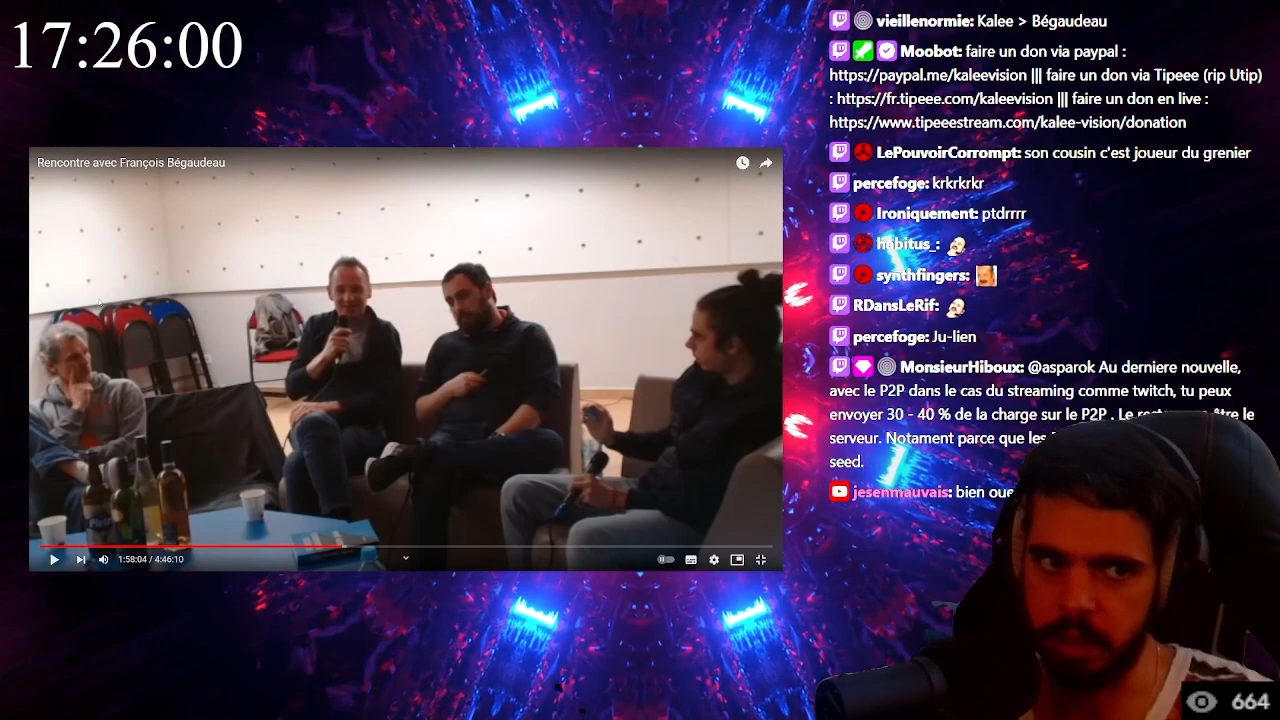 17:26:00
Rencontre avec François Bégaudeau
1:58:04 / 4:46:10
vieillenormie: Kalee > Bégaudeau
Moobot: faire un don via paypal :
https://paypal.me/kaleevision ||| faire un don via Tipeee (rip Utip)
: https://fr.tipeee.com/kaleevision ||| faire un don en live :
https://www.tipeeestream.com/kalee-vision/donation
LePouvoirCorrompt: son cousin c'est joueur du grenier
percefoge: krkrkrkr
Ironiquement: ptdrrrr
habitus_:
synthfingers:
RDansLeRif:
percefoge: Ju-lien
MonsieurHiboux: @asparok Au derniere nouvelle,
avec le P2P dans le cas du streaming comme twitch, tu peux
envoyer 30 - 40 % de la charge sur le P2P . Le être le
serveur. Notament parce que les
seed.
jesenmauvais: bien oue
664